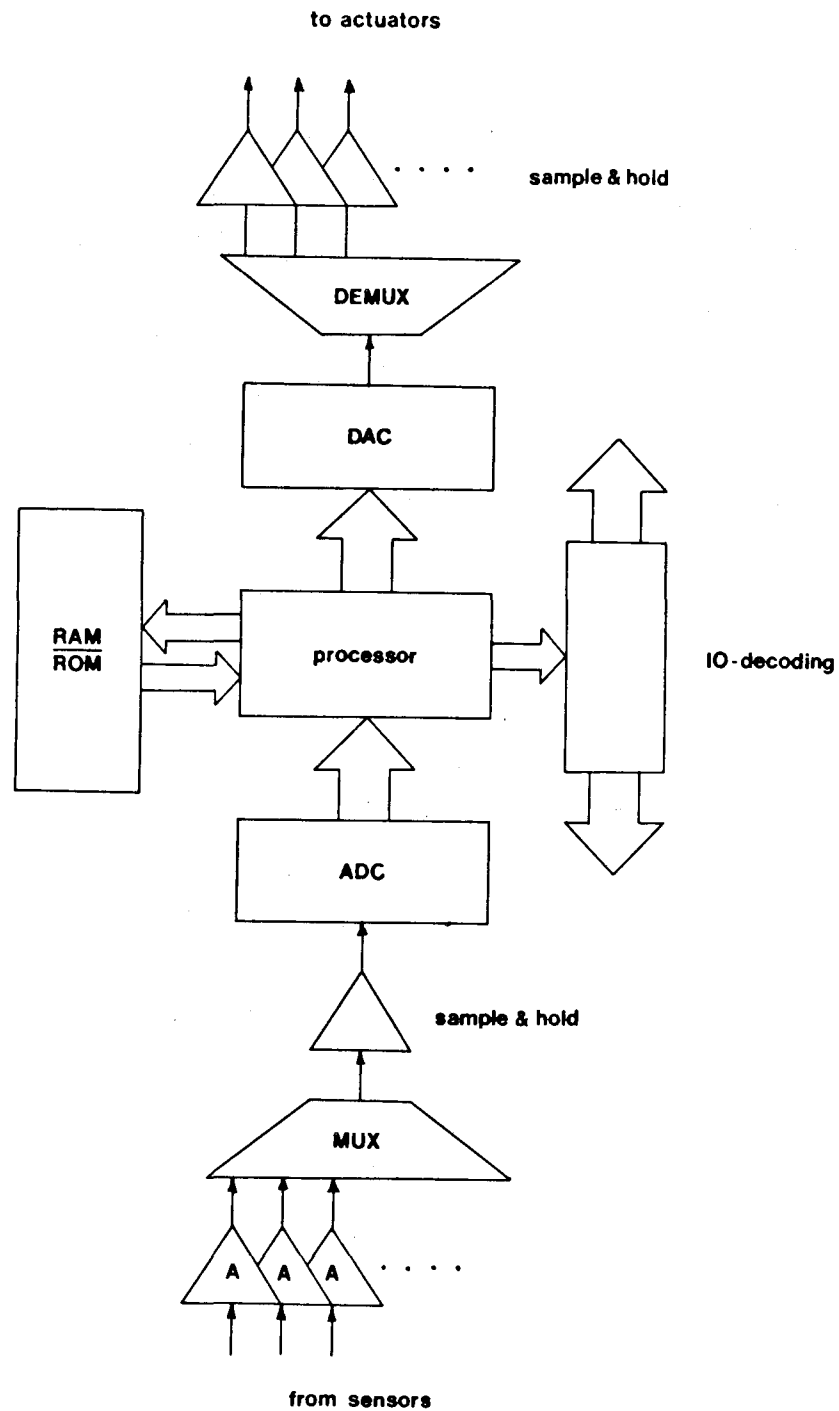 to actuators
. . . .
sample & hold
DEMUX
DAC
RAM
ROM
processor
IO-decoding
ADC
sample & hold
MUX
A A A . . . .
from sensors